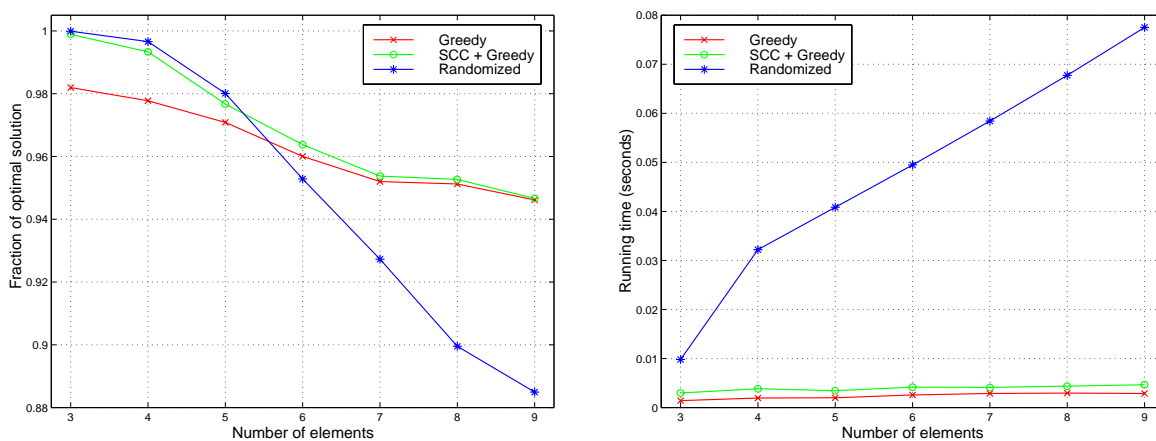 1
0.98
0.96
0.94
0.92
0.9
0.88
3 4 5 6 7 8 9
Number of elements
Fraction of optimal solution
Greedy
SCC + Greedy
Randomized
0.08
0.07
0.06
0.05
0.04
0.03
0.02
0.01
0
3 4 5 6 7 8 9
Number of elements
Running time (seconds)
Greedy
SCC + Greedy
Randomized